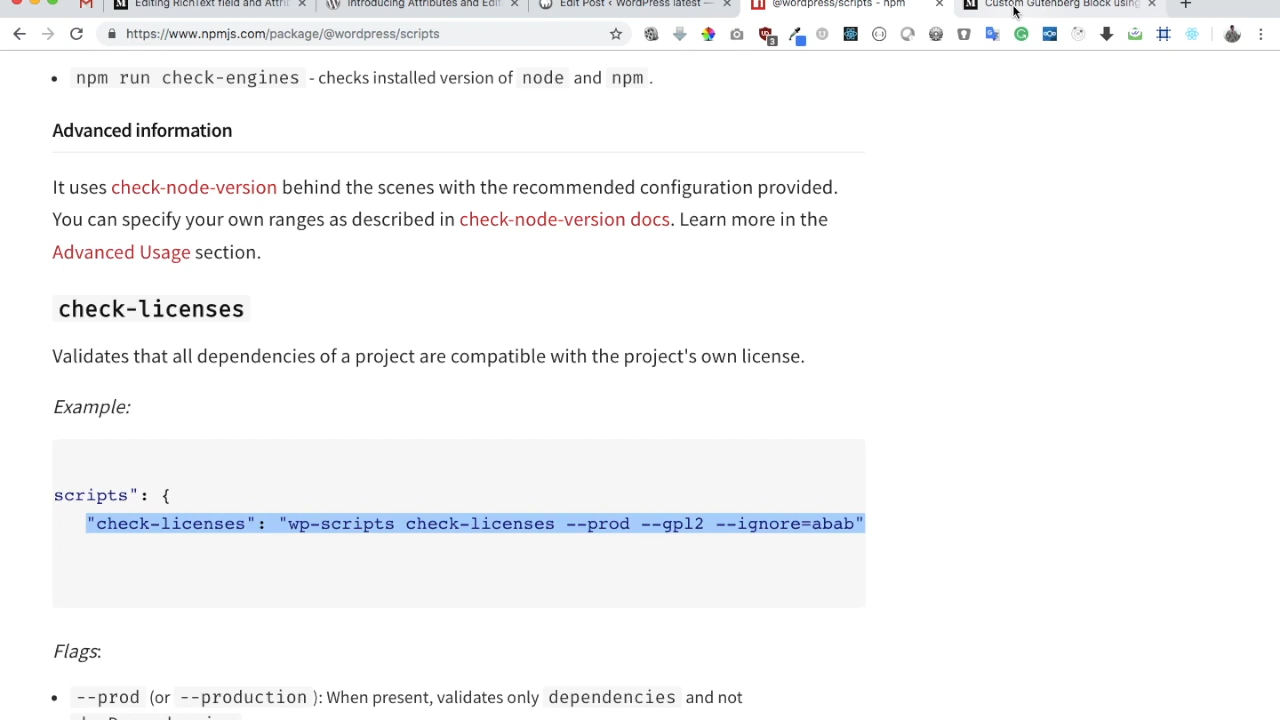 Editing RichText field and Attri
Introducing Attributes and Edit
Edit Post ‹ WordPress latest —
@wordpress/scripts - npm
Custom Gutenberg Block using
https://www.npmjs.com/package/@wordpress/scripts
3
• npm run check-engines - checks installed version of node and npm .
Advanced information
It uses check-node-version behind the scenes with the recommended configuration provided.
You can specify your own ranges as described in check-node-version docs. Learn more in the
Advanced Usage section.
check-licenses
Validates that all dependencies of a project are compatible with the project's own license.
Example:
scripts": {
"check-licenses": "wp-scripts check-licenses --prod --gpl2 --ignore=abab"
Flags:
• --prod (or --production ): When present, validates only dependencies and not